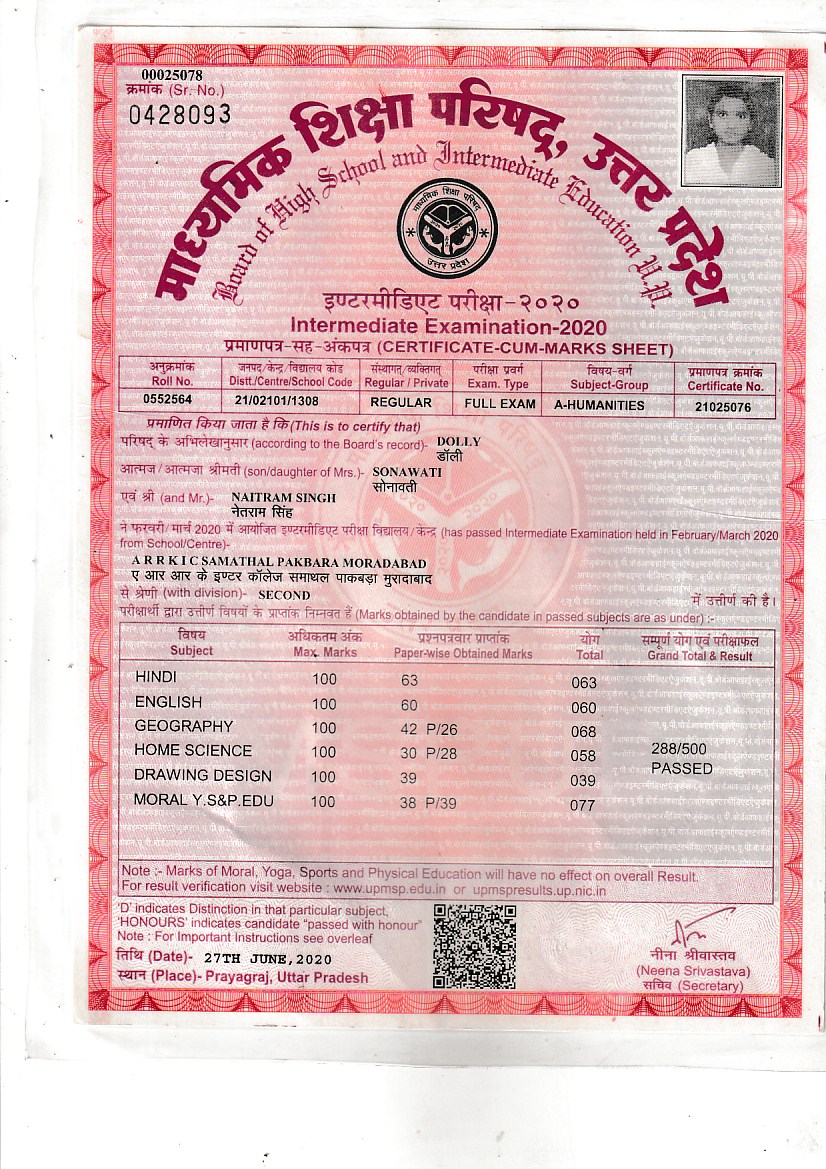 00025078
क्रमांक (Sr. No.)
0428093
माध्यमिक शिक्षा परिषद्, उत्तर प्रदेश
Board of High School and Intermediate Education U.P.
माध्यमिक शिक्षा परिषद्
उत्तर प्रदेश
इण्टरमीडिएट परीक्षा-२०२०
Intermediate Examination-2020
प्रमाणपत्र-सह-अंकपत्र (CERTIFICATE-CUM-MARKS SHEET)
अनुक्रमांक जनपद/केन्द्र/विद्यालय कोड संस्थागत्/व्यक्तिगत् परीक्षा प्रवर्ग विषय-वर्ग प्रमाणपत्र क्रमांक
Roll No. Distt./Centre/School Code Regular / Private Exam. Type Subject-Group Certificate No.
0552564 21/02101/1308 REGULAR FULL EXAM A-HUMANITIES 21025076
प्रमाणित किया जाता है कि (This is to certify that)
परिषद के अभिलेखानुसार (according to the Board's record)- DOLLY
डॉली
आत्मज/आत्मजा श्रीमती (son/daughter of Mrs.)- SONAWATI
सोनावती
एवं श्री (and Mr.)- NAITRAM SINGH
नेतराम सिंह
ने फरवरी/मार्च 2020 में आयोजित इण्टरमीडिएट परीक्षा विद्यालय/केन्द्र (has passed Intermediate Examination held in February/March 2020
from School/Centre)-
A R R K I C SAMATHAL PAKBARA MORADABAD
ए आर आर के इण्टर कॉलेज समाथल पाकबड़ा मुरादाबाद
से श्रेणी (with division)- SECOND में उत्तीर्ण की है।
परीक्षार्थी द्वारा उत्तीर्ण विषयों के प्राप्तांक निम्नवत हैं (Marks obtained by the candidate in passed subjects are as under) :-
विषय अधिकतम अंक प्रश्नपत्रवार प्राप्तांक योग सम्पूर्ण योग एवं परीक्षाफल
Subject Max. Marks Paper-wise Obtained Marks Total Grand Total & Result
HINDI 100 63 063
ENGLISH 100 60 060
GEOGRAPHY 100 42 P/26 068
HOME SCIENCE 100 30 P/28 058 288/500
PASSED
DRAWING DESIGN 100 39 039
MORAL Y.S&P.EDU 100 38 P/39 077
Note :- Marks of Moral, Yoga, Sports and Physical Education will have no effect on overall Result.
For result verification visit website : www.upmsp.edu.in or upmspresults.up.nic.in
'D' indicates Distinction in that particular subject,
'HONOURS' indicates candidate "passed with honour"
Note : For Important Instructions see overleaf
तिथि (Date)- 27TH JUNE,2020
स्थान (Place)- Prayagraj, Uttar Pradesh
नीना श्रीवास्तव
(Neena Srivastava)
सचिव (Secretary)